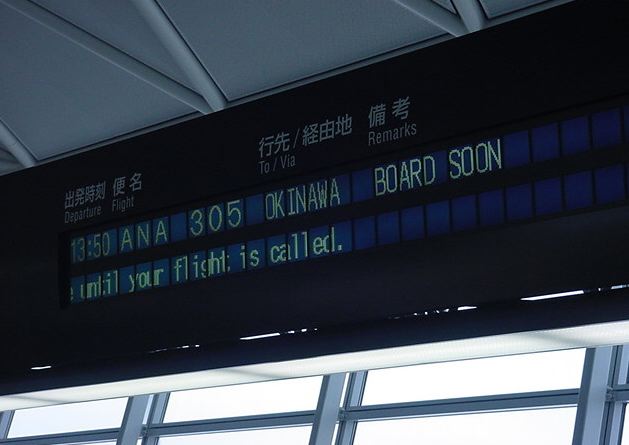 出発時刻 便名 行先/経由地 備考
Departure Flight To / Via Remarks
13:50 ANA 305 OKINAWA BOARD SOON
until your flight is called.